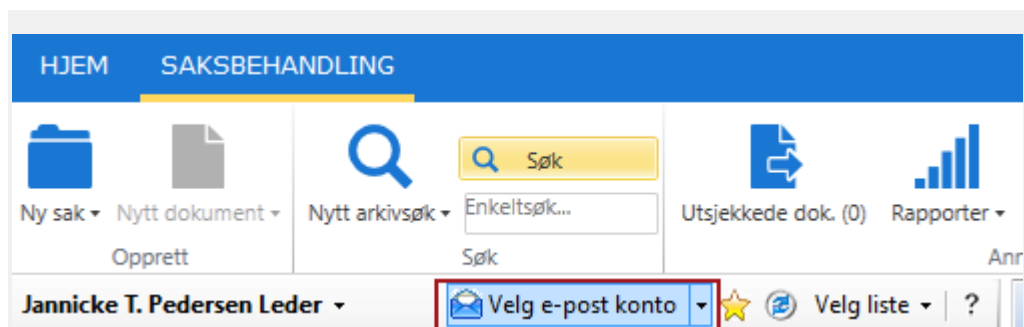 HJEM SAKSBEHANDLING
Søk
Ny sak Nytt dokument Nytt arkivsøk Enkeltsøk... Utsjekkede dok. (0) Rapporter
Opprett Søk
Jannicke T. Pedersen Leder Velg e-post konto Velg liste ?